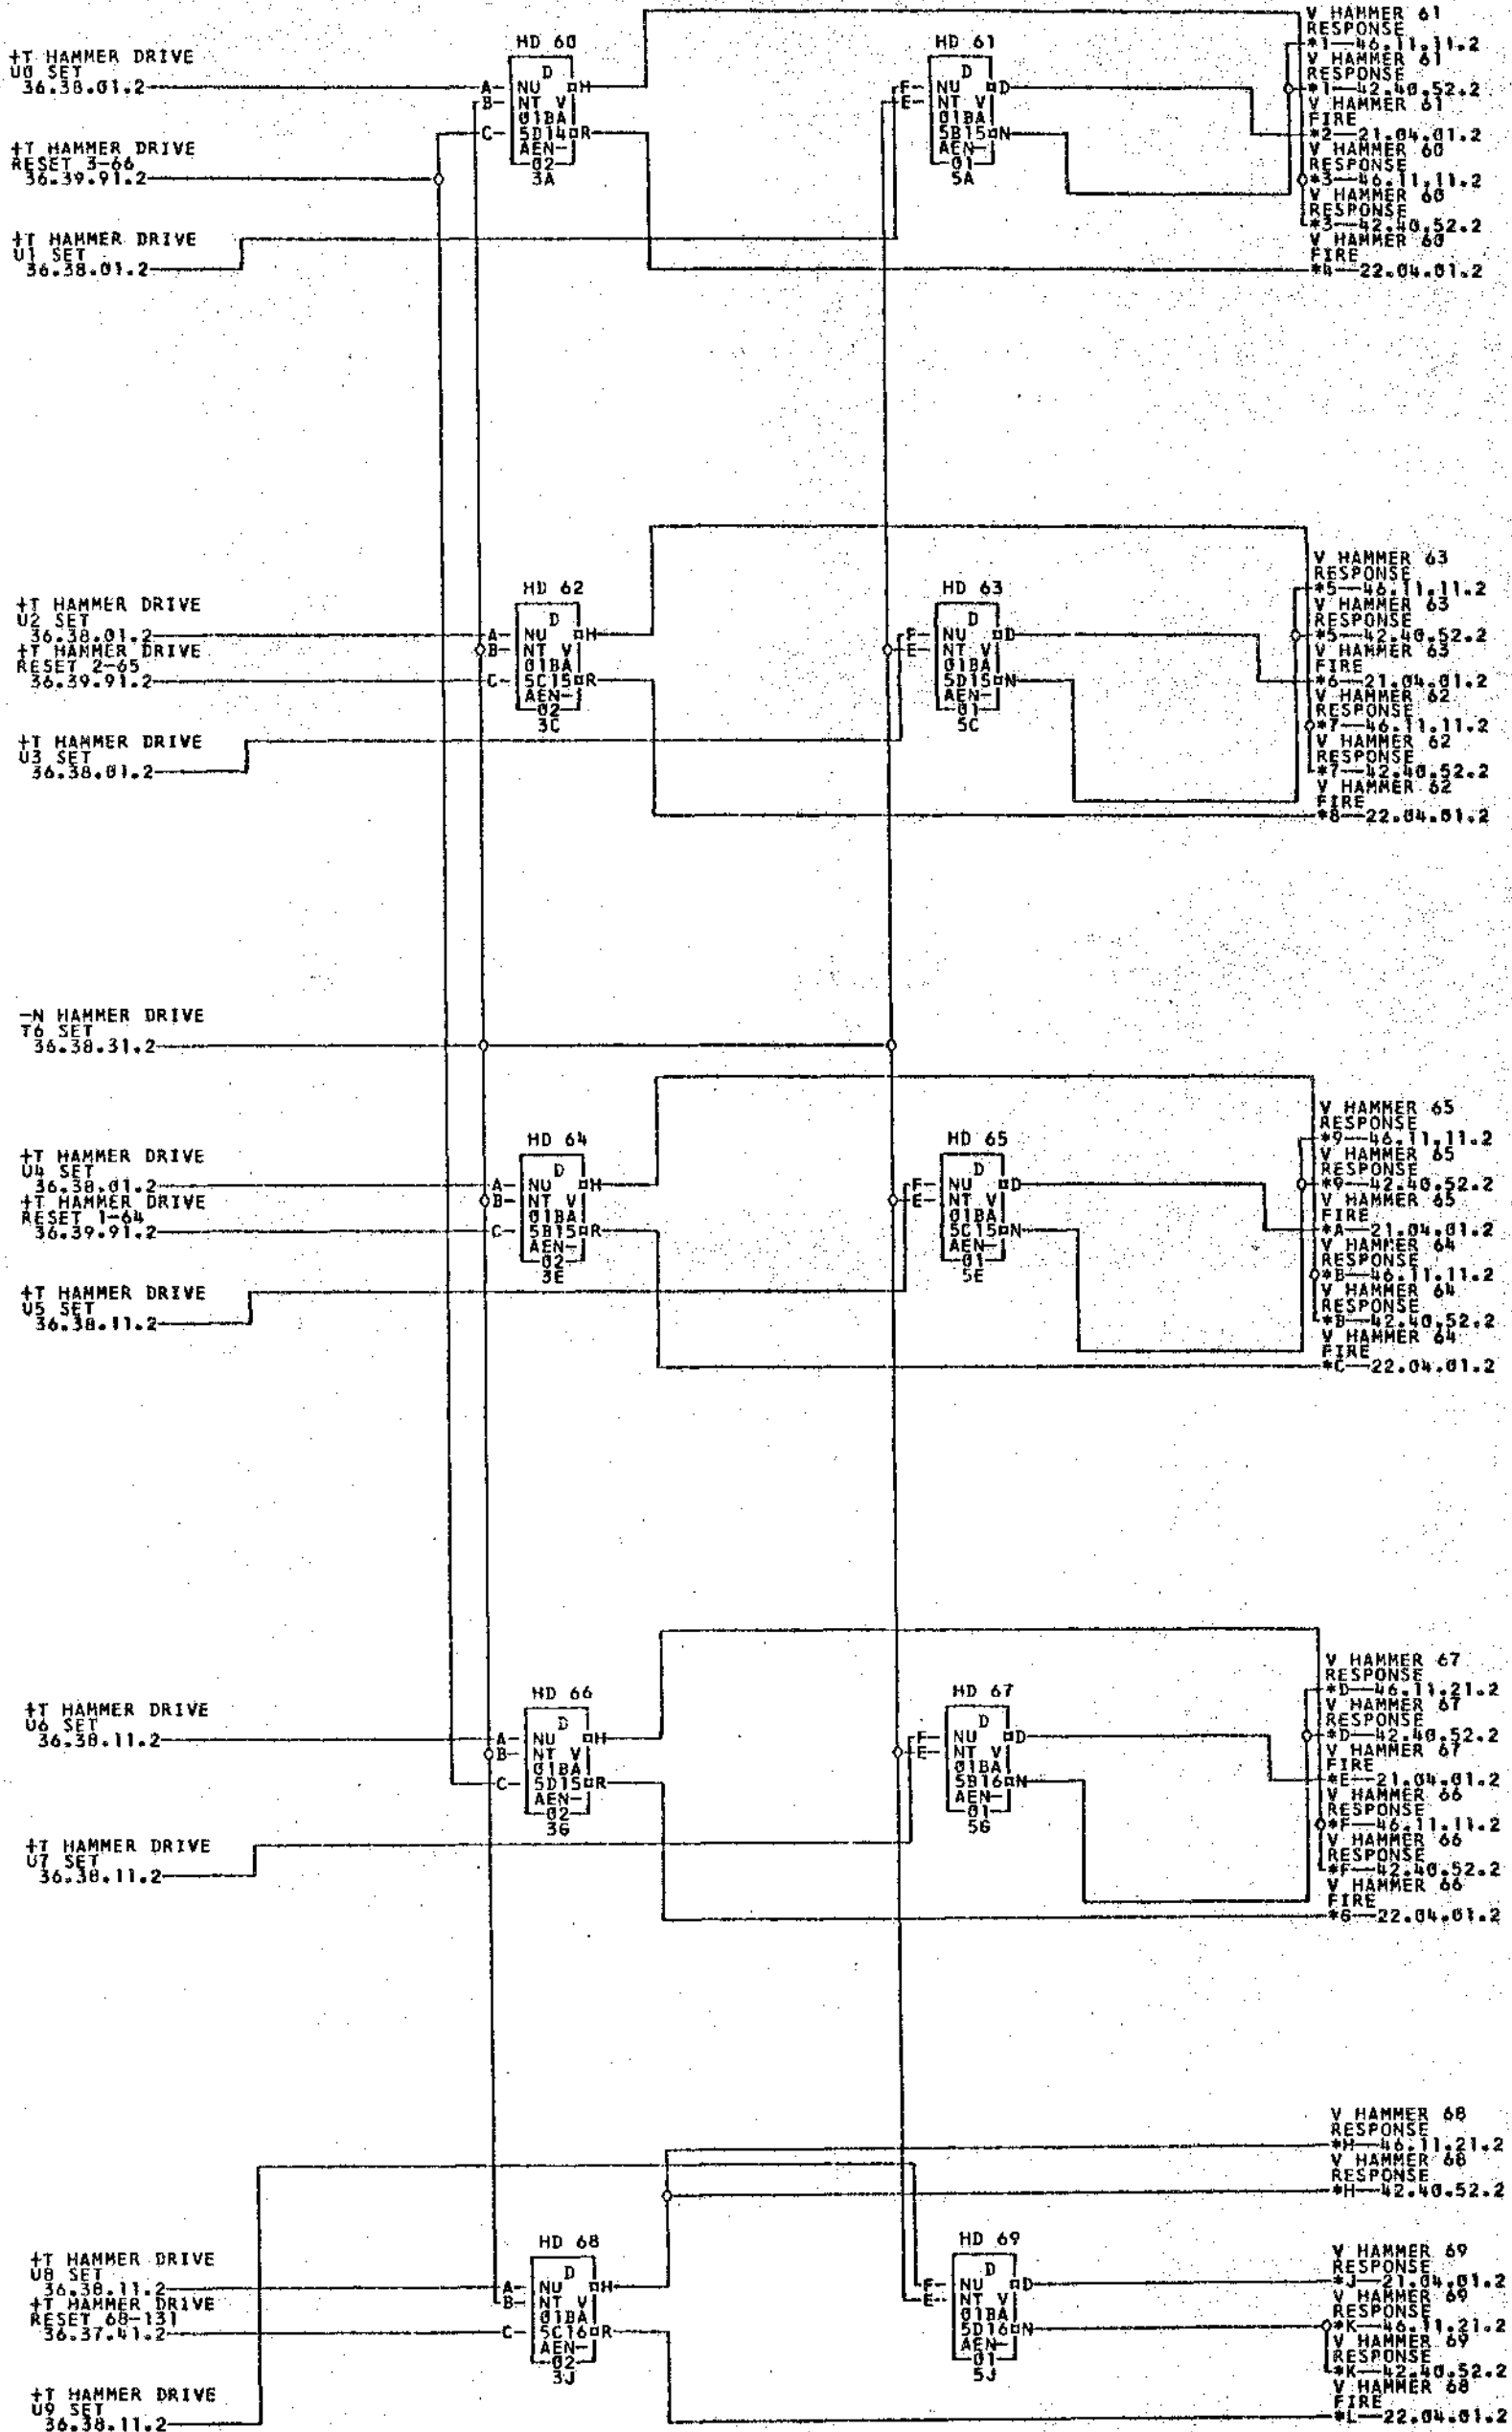 +T HAMMER DRIVE
U0 SET
36.38.01.2
+T HAMMER DRIVE
RESET 3-66
36.39.91.2
+T HAMMER DRIVE
U1 SET
36.38.01.2
HD 60
D
A NU H
B NT V
01BA
C 5D14 R
AEN
02
3A
HD 61
D
F NU D
E NT V
01BA
5B15 N
AEN
01
5A
V HAMMER 61
RESPONSE
*1—46.11.11.2
V HAMMER 61
RESPONSE
*1—42.40.52.2
V HAMMER 61
FIRE
*2—21.04.01.2
V HAMMER 60
RESPONSE
*3—46.11.11.2
V HAMMER 60
RESPONSE
*3—42.40.52.2
V HAMMER 60
FIRE
*4—22.04.01.2
+T HAMMER DRIVE
U2 SET
36.38.01.2
+T HAMMER DRIVE
RESET 2-65
36.39.91.2
+T HAMMER DRIVE
U3 SET
36.38.01.2
HD 62
D
A NU H
B NT V
01BA
C 5C15 R
AEN
02
3C
HD 63
D
F NU D
E NT V
01BA
5D15 N
AEN
01
5C
V HAMMER 63
RESPONSE
*5—46.11.11.2
V HAMMER 63
RESPONSE
*5—42.40.52.2
V HAMMER 63
FIRE
*6—21.04.01.2
V HAMMER 62
RESPONSE
*7—46.11.11.2
V HAMMER 62
RESPONSE
*7—42.40.52.2
V HAMMER 62
FIRE
*8—22.04.01.2
-N HAMMER DRIVE
T6 SET
36.38.31.2
+T HAMMER DRIVE
U4 SET
36.38.01.2
+T HAMMER DRIVE
RESET 1-64
36.39.91.2
+T HAMMER DRIVE
U5 SET
36.38.11.2
HD 64
D
A NU H
B NT V
01BA
C 5B15 R
AEN
02
3E
HD 65
D
F NU D
E NT V
01BA
5C15 N
AEN
01
5E
V HAMMER 65
RESPONSE
*9—46.11.11.2
V HAMMER 65
RESPONSE
*9—42.40.52.2
V HAMMER 65
FIRE
*A—21.04.01.2
V HAMMER 64
RESPONSE
*B—46.11.11.2
V HAMMER 64
RESPONSE
*B—42.40.52.2
V HAMMER 64
FIRE
*C—22.04.01.2
+T HAMMER DRIVE
U6 SET
36.38.11.2
+T HAMMER DRIVE
U7 SET
36.38.11.2
HD 66
D
A NU H
B NT V
01BA
C 5D15 R
AEN
02
3G
HD 67
D
F NU D
E NT V
01BA
5B16 N
AEN
01
5G
V HAMMER 67
RESPONSE
*D—46.11.21.2
V HAMMER 67
RESPONSE
*D—42.40.52.2
V HAMMER 67
FIRE
*E—21.04.01.2
V HAMMER 66
RESPONSE
*F—46.11.11.2
V HAMMER 66
RESPONSE
*F—42.40.52.2
V HAMMER 66
FIRE
*G—22.04.01.2
V HAMMER 68
RESPONSE
*H—46.11.21.2
V HAMMER 68
RESPONSE
*H—42.40.52.2
+T HAMMER DRIVE
U8 SET
36.38.11.2
+T HAMMER DRIVE
RESET 68-131
36.37.41.2
+T HAMMER DRIVE
U9 SET
36.38.11.2
HD 68
D
A NU H
B NT V
01BA
C 5C16 R
AEN
02
3J
HD 69
D
F NU D
E NT V
01BA
5D16 N
AEN
01
5J
V HAMMER 69
RESPONSE
*J—21.04.01.2
V HAMMER 69
RESPONSE
*K—46.11.21.2
V HAMMER 69
RESPONSE
*K—42.40.52.2
V HAMMER 68
FIRE
*L—22.04.01.2